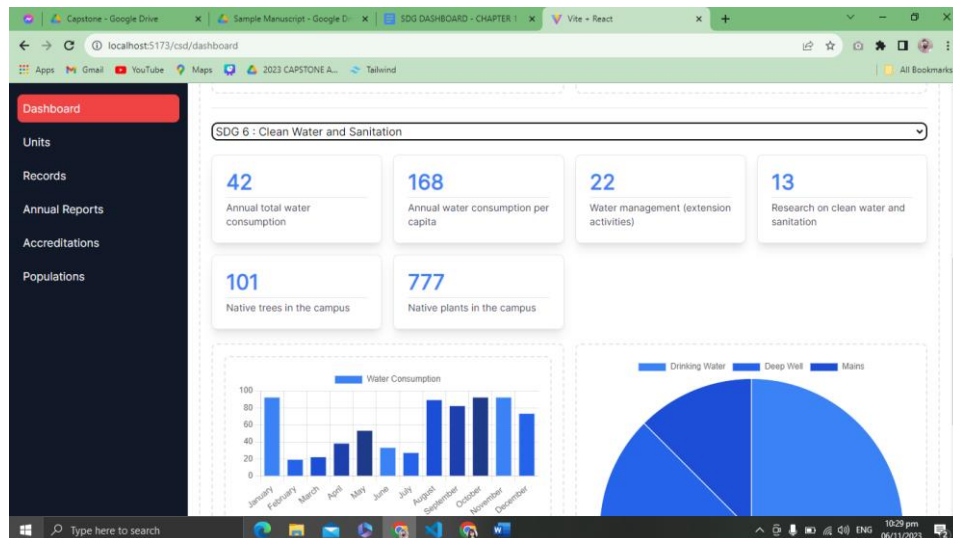 Capstone - Google Drive
Sample Manuscript - Google Dr
SDG DASHBOARD - CHAPTER 1
Vite + React
localhost:5173/csd/dashboard
Apps
Gmail
YouTube
Maps
2023 CAPSTONE A...
Tailwind
All Bookmarks
Dashboard
Units
Records
Annual Reports
Accreditations
Populations
SDG 6 : Clean Water and Sanitation
42
Annual total water
consumption
168
Annual water consumption per
capita
22
Water management (extension
activities)
13
Research on clean water and
sanitation
101
Native trees in the campus
777
Native plants in the campus
Water Consumption
100
80
60
40
20
0
January
February
March
April
May
June
July
August
September
October
November
December
Drinking Water
Deep Well
Mains
Type here to search
ENG
10:29 pm
06/11/2023